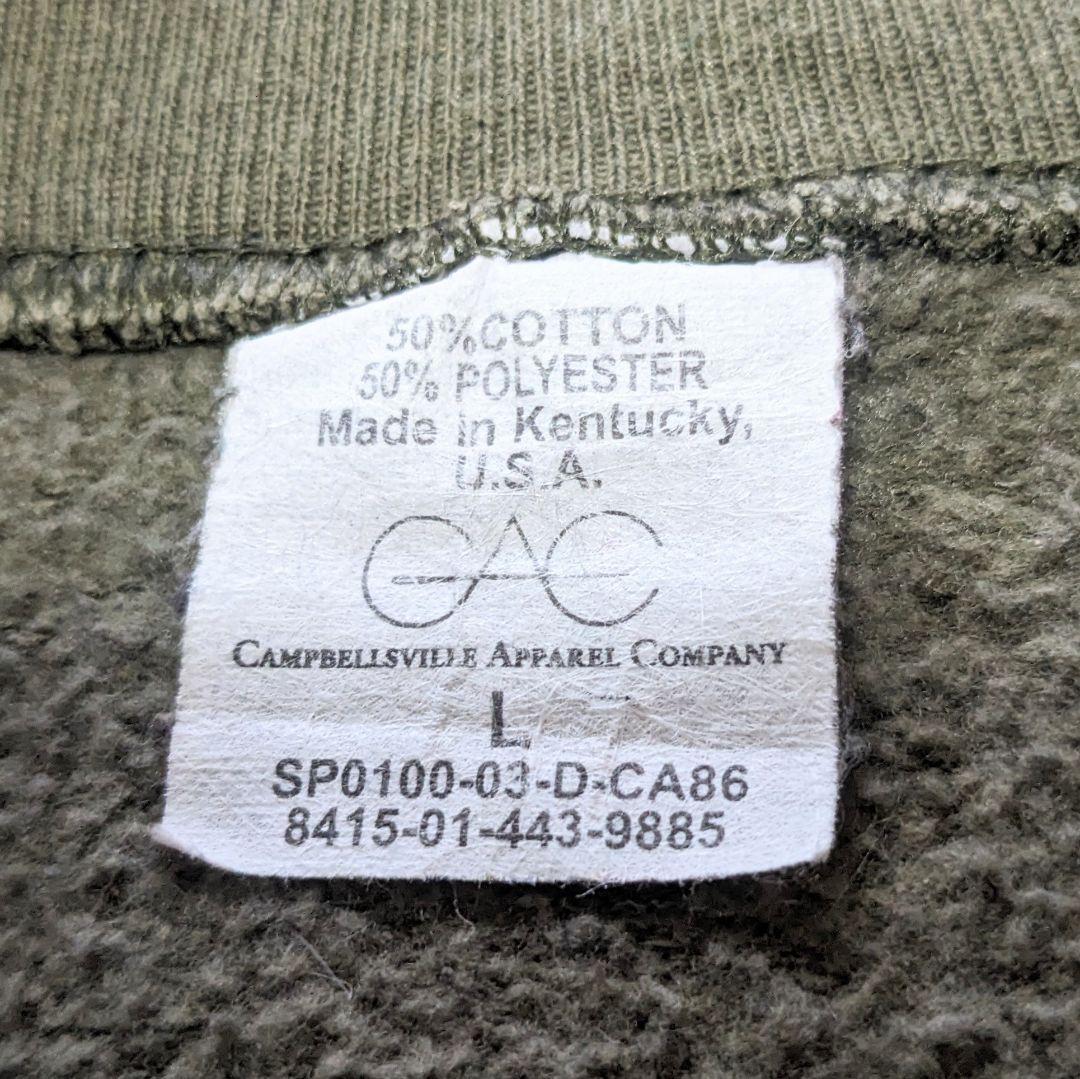 50% COTTON
50% POLYESTER
Made in Kentucky,
U.S.A.
CAC
CAMPBELLSVILLE APPAREL COMPANY
L
SP0100-03-D-CA86
8415-01-443-9885